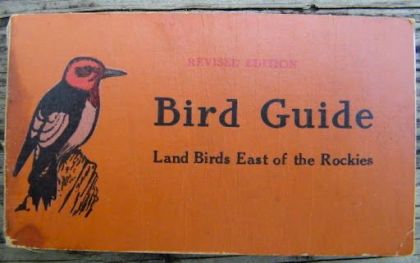 REVISED EDITION
Bird Guide
Land Birds East of the Rockies